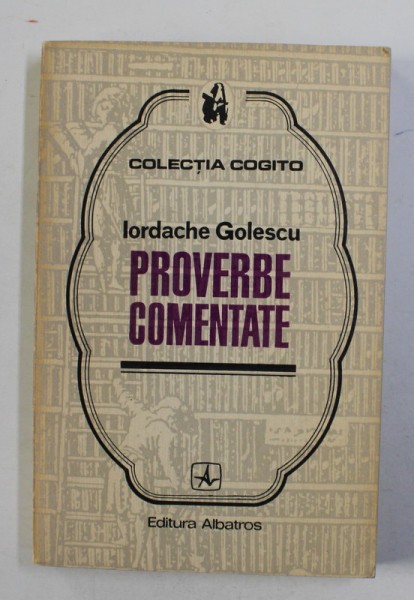 COLECȚIA COGITO
Iordache Golescu
PROVERBE
COMENTATE
Editura Albatros